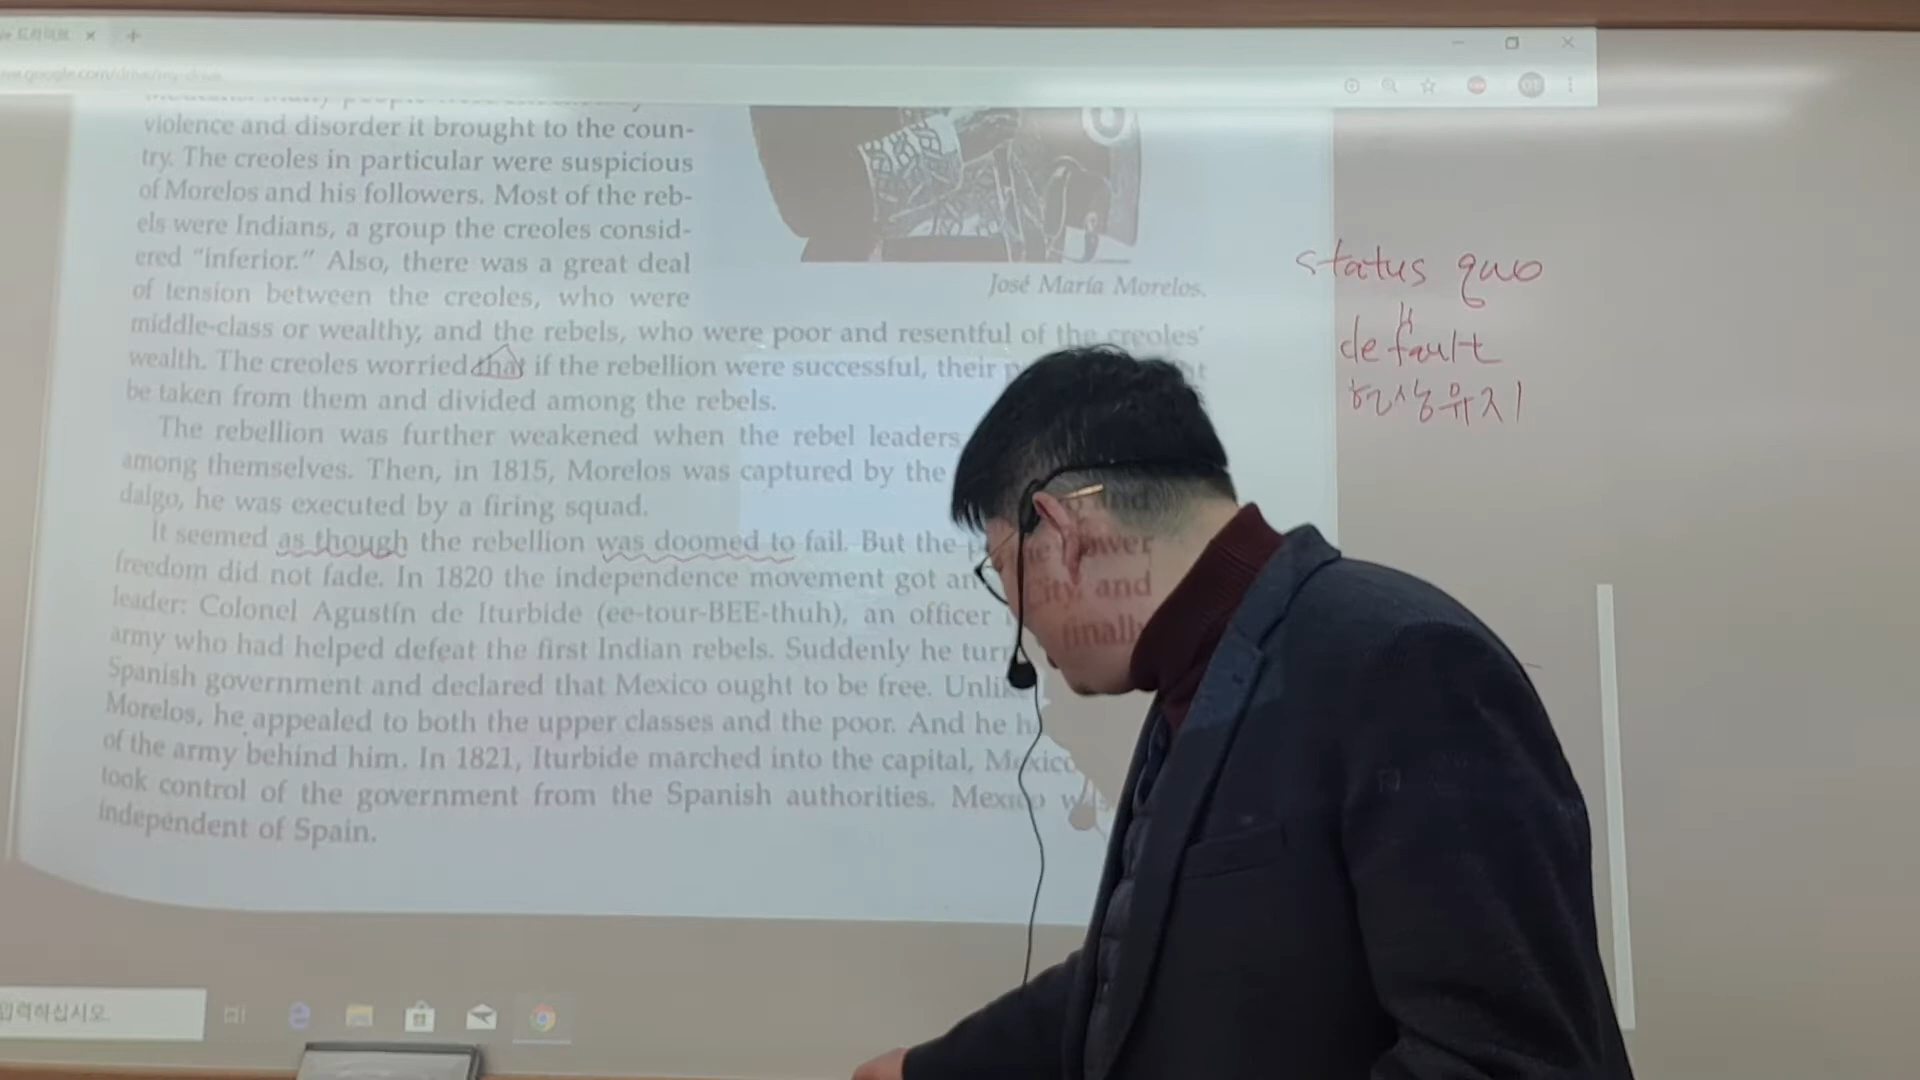 violence and disorder it brought to the coun-
try. The creoles in particular were suspicious
of Morelos and his followers. Most of the reb-
els were Indians, a group the creoles consid-
ered "inferior." Also, there was a great deal
of tension between the creoles, who were
José María Morelos.
middle-class or wealthy, and the rebels, who were poor and resentful of the creoles'
wealth. The creoles worried that if the rebellion were successful, their
be taken from them and divided among the rebels.
The rebellion was further weakened when the rebel leaders
among themselves. Then, in 1815, Morelos was captured by the
dalgo, he was executed by a firing squad.
It seemed as though the rebellion was doomed to fail. But the
freedom did not fade. In 1820 the independence movement got an
leader: Colonel Agustín de Iturbide (ee-tour-BEE-thuh), an officer
City, and
army who had helped defeat the first Indian rebels. Suddenly he
Spanish government and declared that Mexico ought to be free.
Morelos, he appealed to both the upper classes and the poor. And he
of the army behind him. In 1821, Iturbide marched into the capital, Mexico
took control of the government from the Spanish authorities. Mexico
independent of Spain.
status quo
default
현상유지
입력하십시오.